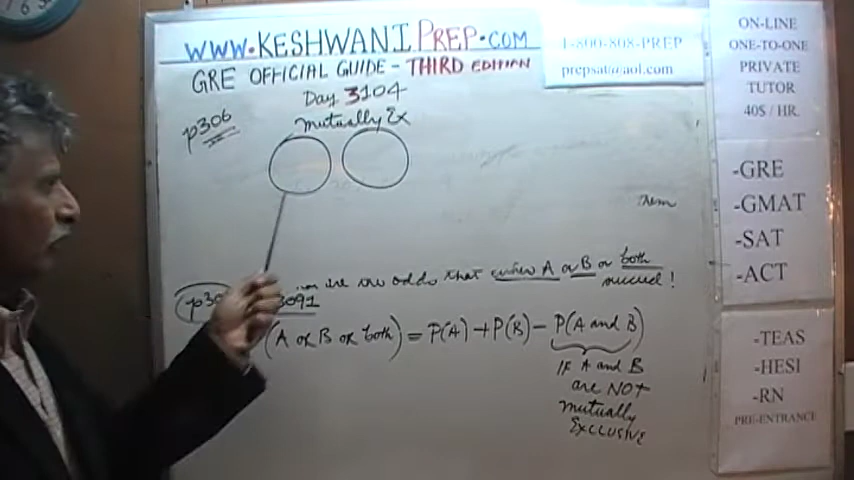 WWW.KESHWANIPREP.COM
GRE OFFICIAL GUIDE - THIRD EDITION
Day 3104
p306
Mutually Ex
1-800-808-PREP
prepsat@aol.com
are the odds that either A or B or both
succeed!
3091
(A or B or both) = P(A) + P(B) - P(A and B)
IF A and B
are NOT
mutually
EXCLUSIVE
ON-LINE
ONE-TO-ONE
PRIVATE
TUTOR
40$ / HR.
-GRE
-GMAT
-SAT
-ACT
-TEAS
-HESI
-RN
PRE-ENTRANCE